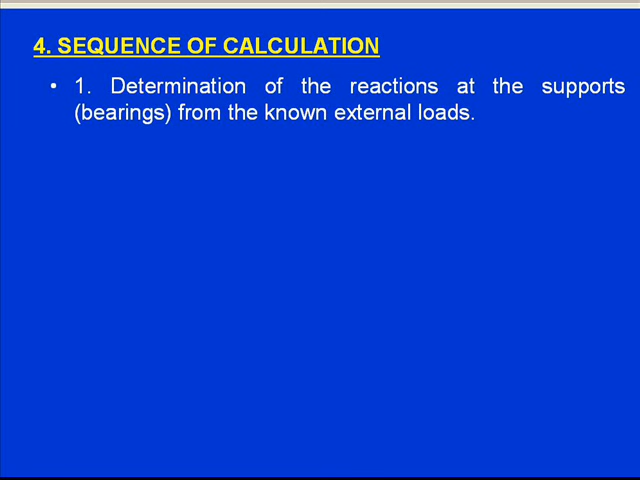 4. SEQUENCE OF CALCULATION
• 1. Determination of the reactions at the supports
(bearings) from the known external loads.